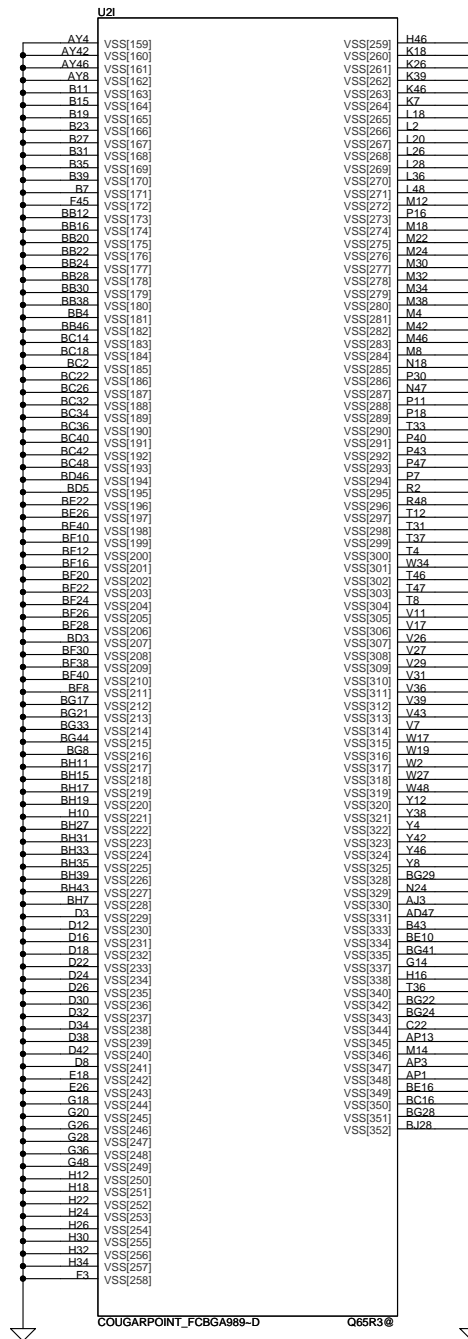 U2I
AY4 VSS[159] VSS[259] H46
AY42 VSS[160] VSS[260] K18
AY46 VSS[161] VSS[261] K26
AY8 VSS[162] VSS[262] K39
B11 VSS[163] VSS[263] K46
B15 VSS[164] VSS[264] K7
B19 VSS[165] VSS[265] L18
B23 VSS[166] VSS[266] L2
B27 VSS[167] VSS[267] L20
B31 VSS[168] VSS[268] L26
B35 VSS[169] VSS[269] L28
B39 VSS[170] VSS[270] L36
B7 VSS[171] VSS[271] L48
F45 VSS[172] VSS[272] M12
BB12 VSS[173] VSS[273] P16
BB16 VSS[174] VSS[274] M18
BB20 VSS[175] VSS[275] M22
BB22 VSS[176] VSS[276] M24
BB24 VSS[177] VSS[277] M30
BB28 VSS[178] VSS[278] M32
BB30 VSS[179] VSS[279] M34
BB38 VSS[180] VSS[280] M38
BB4 VSS[181] VSS[281] M4
BB46 VSS[182] VSS[282] M42
BC14 VSS[183] VSS[283] M46
BC18 VSS[184] VSS[284] M8
BC2 VSS[185] VSS[285] N18
BC22 VSS[186] VSS[286] P30
BC26 VSS[187] VSS[287] N47
BC32 VSS[188] VSS[288] P11
BC34 VSS[189] VSS[289] P18
BC36 VSS[190] VSS[290] T33
BC40 VSS[191] VSS[291] P40
BC42 VSS[192] VSS[292] P43
BC48 VSS[193] VSS[293] P47
BD46 VSS[194] VSS[294] P7
BD5 VSS[195] VSS[295] R2
BE22 VSS[196] VSS[296] R48
BE26 VSS[197] VSS[297] T12
BE40 VSS[198] VSS[298] T31
BF10 VSS[199] VSS[299] T37
BF12 VSS[200] VSS[300] T4
BF16 VSS[201] VSS[301] W34
BF20 VSS[202] VSS[302] T46
BF22 VSS[203] VSS[303] T47
BF24 VSS[204] VSS[304] T8
BF26 VSS[205] VSS[305] V11
BF28 VSS[206] VSS[306] V17
BD3 VSS[207] VSS[307] V26
BF30 VSS[208] VSS[308] V27
BF38 VSS[209] VSS[309] V29
BF40 VSS[210] VSS[310] V31
BF8 VSS[211] VSS[311] V36
BG17 VSS[212] VSS[312] V39
BG21 VSS[213] VSS[313] V43
BG33 VSS[214] VSS[314] V7
BG44 VSS[215] VSS[315] W17
BG8 VSS[216] VSS[316] W19
BH11 VSS[217] VSS[317] W2
BH15 VSS[218] VSS[318] W27
BH17 VSS[219] VSS[319] W48
BH19 VSS[220] VSS[320] Y12
H10 VSS[221] VSS[321] Y38
BH27 VSS[222] VSS[322] Y4
BH31 VSS[223] VSS[323] Y42
BH33 VSS[224] VSS[324] Y46
BH35 VSS[225] VSS[325] Y8
BH39 VSS[226] VSS[328] BG29
BH43 VSS[227] VSS[329] N24
BH7 VSS[228] VSS[330] AJ3
D3 VSS[229] VSS[331] AD47
D12 VSS[230] VSS[333] B43
D16 VSS[231] VSS[334] BE10
D18 VSS[232] VSS[335] BG41
D22 VSS[233] VSS[337] G14
D24 VSS[234] VSS[338] H16
D26 VSS[235] VSS[340] T36
D30 VSS[236] VSS[342] BG22
D32 VSS[237] VSS[343] BG24
D34 VSS[238] VSS[344] C22
D38 VSS[239] VSS[345] AP13
D42 VSS[240] VSS[346] M14
D8 VSS[241] VSS[347] AP3
E18 VSS[242] VSS[348] AP1
E26 VSS[243] VSS[349] BE16
G18 VSS[244] VSS[350] BC16
G20 VSS[245] VSS[351] BG28
G26 VSS[246] VSS[352] BJ28
G28 VSS[247]
G36 VSS[248]
G48 VSS[249]
H12 VSS[250]
H18 VSS[251]
H22 VSS[252]
H24 VSS[253]
H26 VSS[254]
H30 VSS[255]
H32 VSS[256]
H34 VSS[257]
F3 VSS[258]
COUGARPOINT_FCBGA989~D Q65R3@